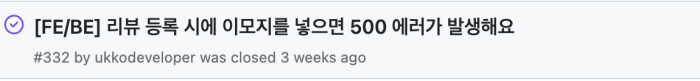 [FE/BE] 리뷰 등록 시에 이모지를 넣으면 500 에러가 발생해요
#332 by ukkodeveloper was closed 3 weeks ago